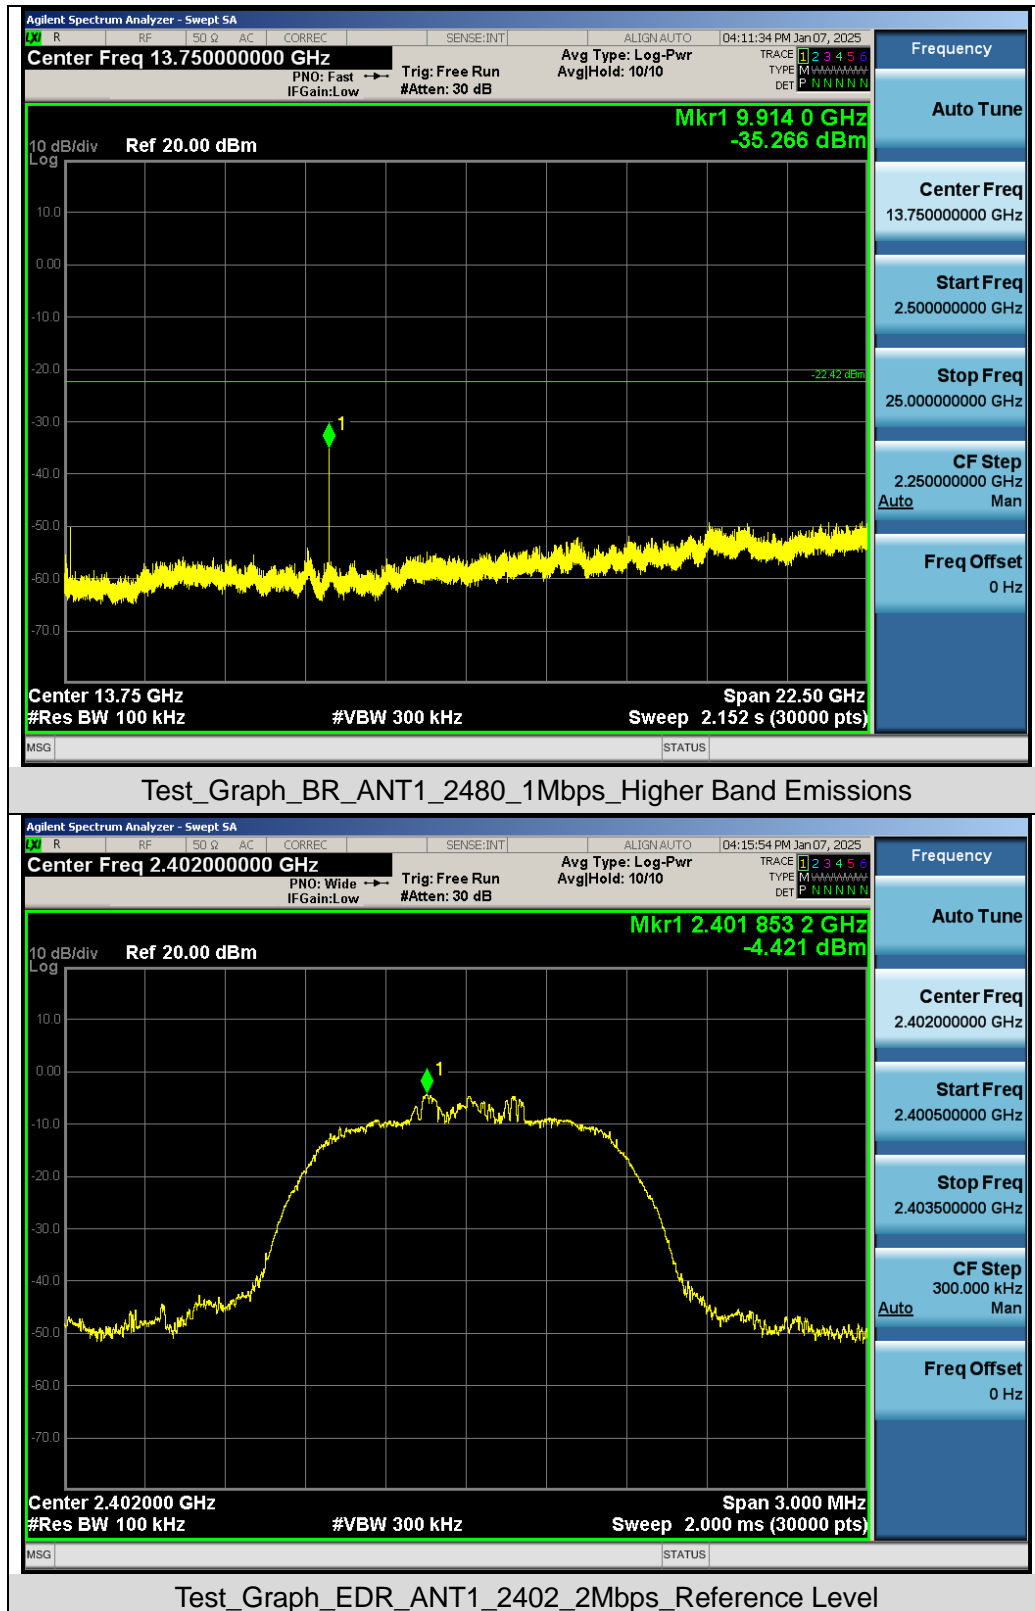 Agilent Spectrum Analyzer - Swept SA
LXI R RF 50 Ω AC CORREC SENSE:INT ALIGN AUTO 04:11:34 PM Jan 07, 2025
Center Freq 13.750000000 GHz
PNO: Fast
IFGain:Low
Trig: Free Run
#Atten: 30 dB
Avg Type: Log-Pwr
Avg|Hold: 10/10
TRACE 1 2 3 4 5 6
TYPE M
DET P N N N N N
Mkr1 9.914 0 GHz
-35.266 dBm
10 dB/div Ref 20.00 dBm
Log
10.0
0.00
-10.0
-20.0
-22.42 dBm
-30.0
1
-40.0
-50.0
-60.0
-70.0
Center 13.75 GHz Span 22.50 GHz
#Res BW 100 kHz #VBW 300 kHz Sweep 2.152 s (30000 pts)
MSG STATUS
Frequency
Auto Tune
Center Freq
13.750000000 GHz
Start Freq
2.500000000 GHz
Stop Freq
25.000000000 GHz
CF Step
2.250000000 GHz
Auto Man
Freq Offset
0 Hz
Test_Graph_BR_ANT1_2480_1Mbps_Higher Band Emissions
Agilent Spectrum Analyzer - Swept SA
LXI R RF 50 Ω AC CORREC SENSE:INT ALIGN AUTO 04:15:54 PM Jan 07, 2025
Center Freq 2.402000000 GHz
PNO: Wide
IFGain:Low
Trig: Free Run
#Atten: 30 dB
Avg Type: Log-Pwr
Avg|Hold: 10/10
TRACE 1 2 3 4 5 6
TYPE M
DET P N N N N N
Mkr1 2.401 853 2 GHz
-4.421 dBm
10 dB/div Ref 20.00 dBm
Log
10.0
0.00
1
-10.0
-20.0
-30.0
-40.0
-50.0
-60.0
-70.0
Center 2.402000 GHz Span 3.000 MHz
#Res BW 100 kHz #VBW 300 kHz Sweep 2.000 ms (30000 pts)
MSG STATUS
Frequency
Auto Tune
Center Freq
2.402000000 GHz
Start Freq
2.400500000 GHz
Stop Freq
2.403500000 GHz
CF Step
300.000 kHz
Auto Man
Freq Offset
0 Hz
Test_Graph_EDR_ANT1_2402_2Mbps_Reference Level